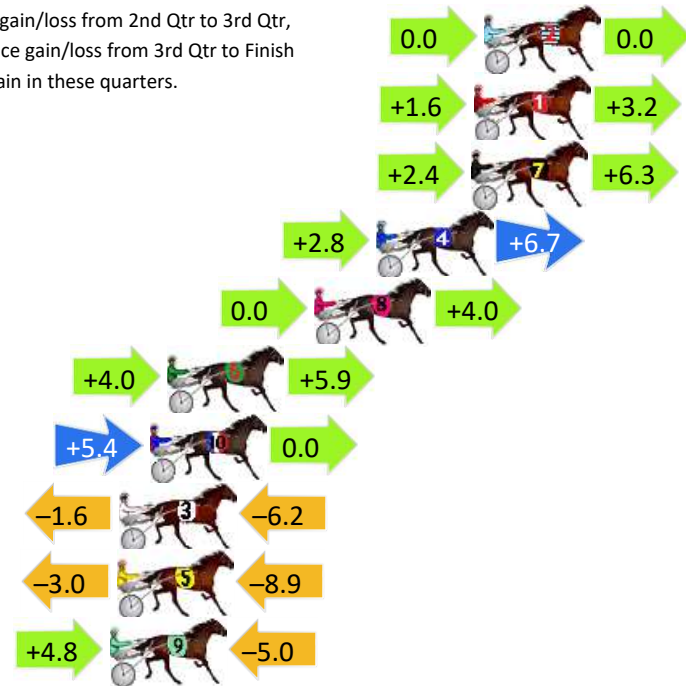 gain/loss from 2nd Qtr to 3rd Qtr,
ce gain/loss from 3rd Qtr to Finish
ain in these quarters.
0.0 2 0.0
+1.6 1 +3.2
+2.4 7 +6.3
+2.8 4 +6.7
0.0 8 +4.0
+4.0 6 +5.9
+5.4 10 0.0
–1.6 3 –6.2
–3.0 5 –8.9
+4.8 9 –5.0